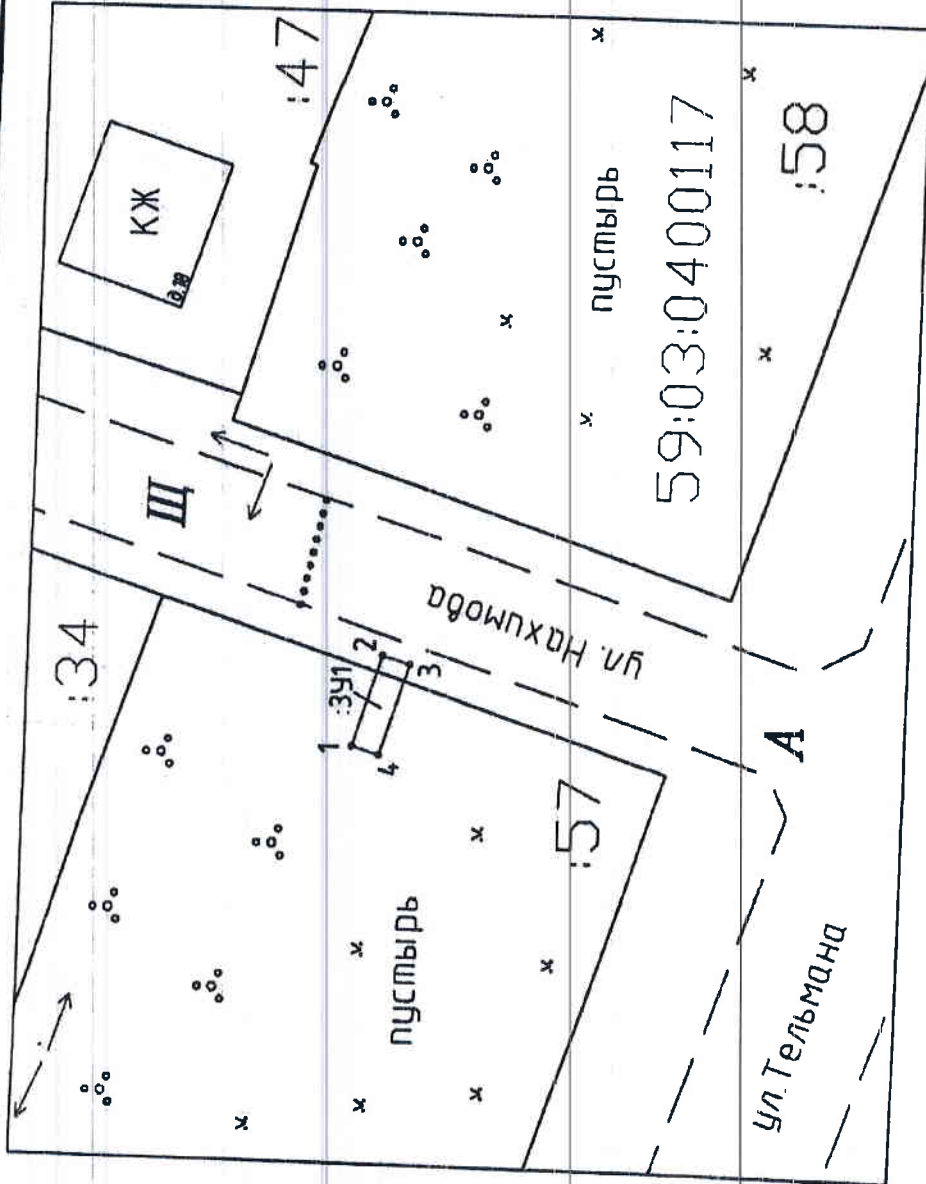 :34
Щ
КЖ
:47
1
:ЗУ1
2
3
4
ул. Нахимова
пустырь
59:03:0400117
:58
пустырь
:57
А
ул. Тельмана